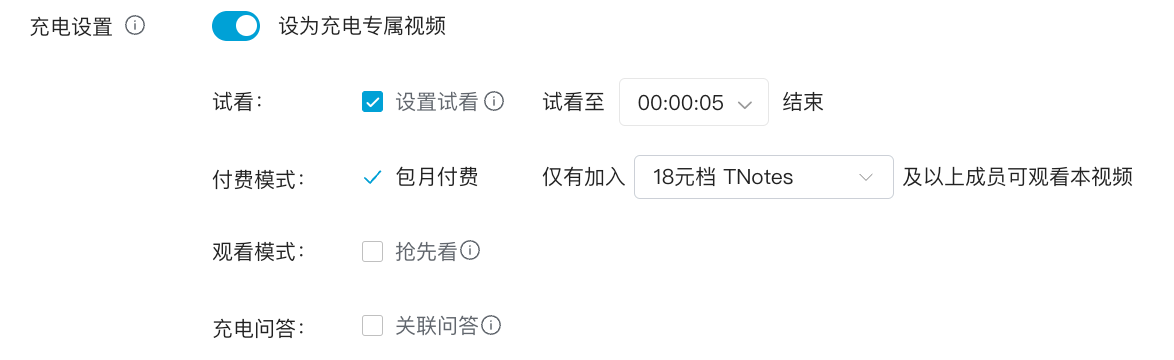 充电设置 设为充电专属视频
试看： 设置试看 试看至 00:00:05 结束
付费模式： 包月付费 仅有加入 18元档 TNotes 及以上成员可观看本视频
观看模式： 抢先看
充电问答： 关联问答